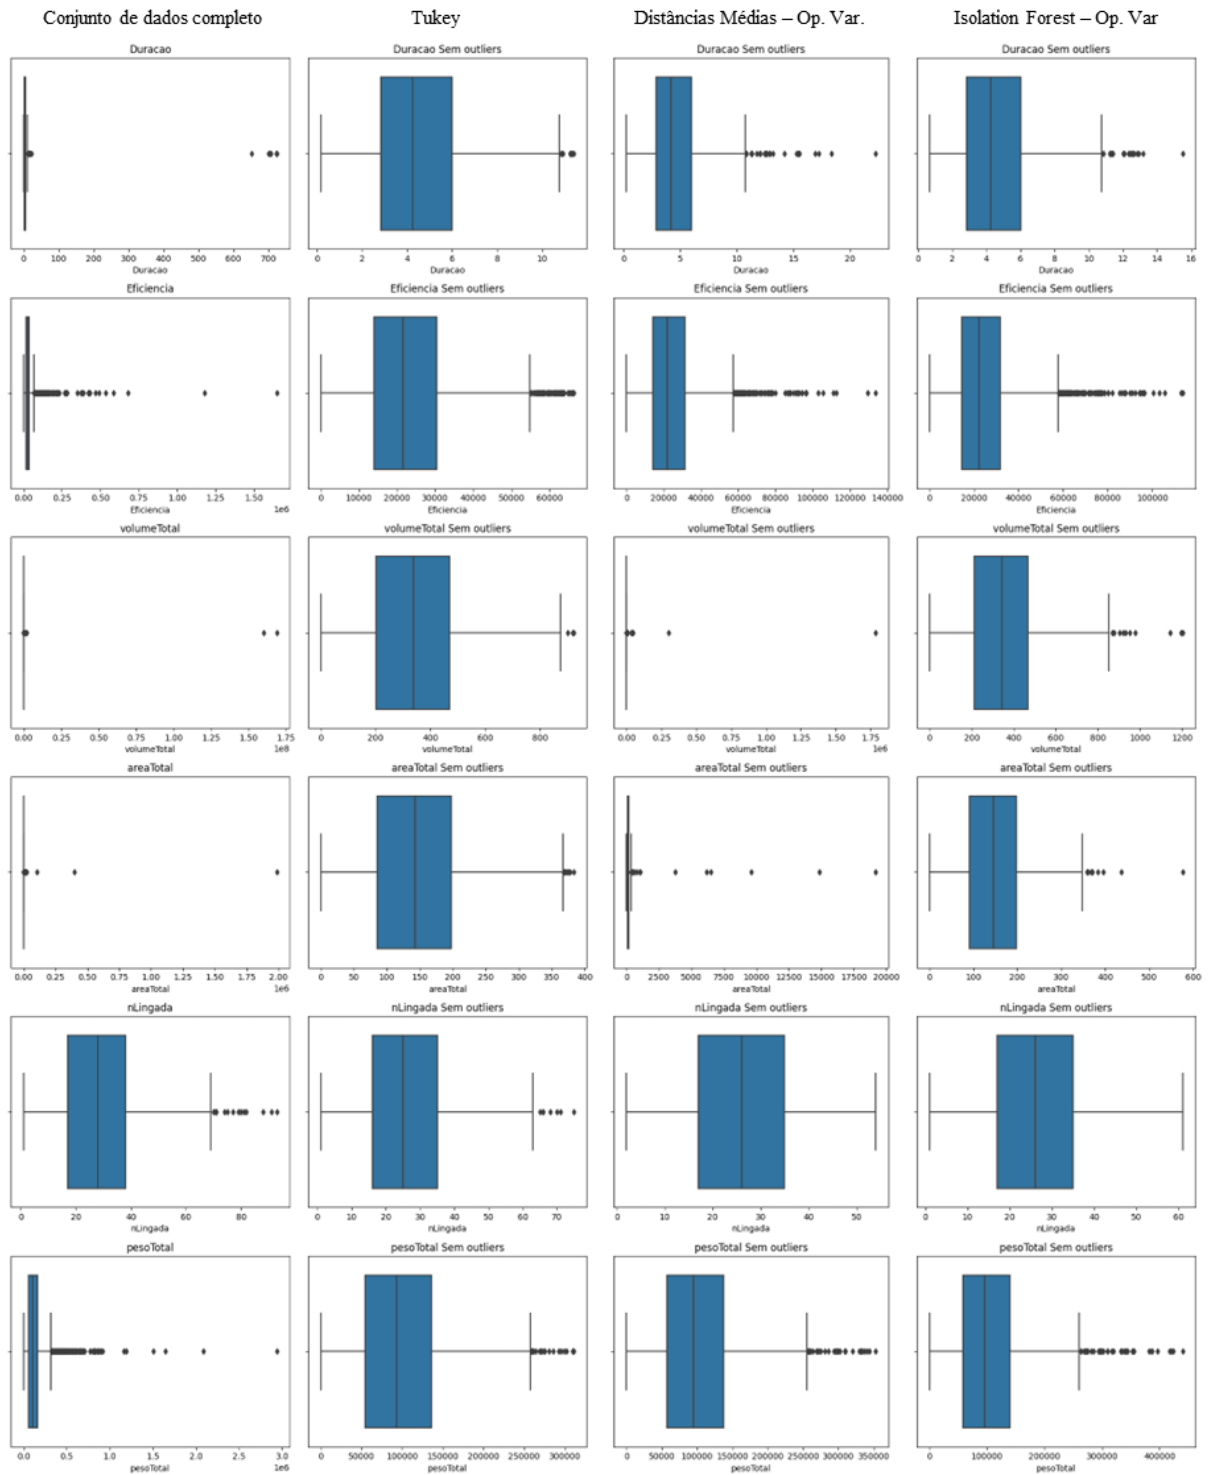 Conjunto de dados completo Tukey Distâncias Médias – Op. Var. Isolation Forest – Op. Var
Duracao Duracao Sem outliers Duracao Sem outliers Duracao Sem outliers
0 100 200 300 400 500 600 700 0 2 4 6 8 10 0 5 10 15 20 0 2 4 6 8 10 12 14 16
Duracao Duracao Duracao Duracao
Eficiencia Eficiencia Sem outliers Eficiencia Sem outliers Eficiencia Sem outliers
0.00 0.25 0.50 0.75 1.00 1.25 1.50 0 10000 20000 30000 40000 50000 60000 0 20000 40000 60000 80000 100000 120000 140000 0 20000 40000 60000 80000 100000
Eficiencia 1e6 Eficiencia Eficiencia Eficiencia
volumeTotal volumeTotal Sem outliers volumeTotal Sem outliers volumeTotal Sem outliers
0.00 0.25 0.50 0.75 1.00 1.25 1.50 1.75 0 200 400 600 800 0.00 0.25 0.50 0.75 1.00 1.25 1.50 1.75 0 200 400 600 800 1000 1200
volumeTotal 1e8 volumeTotal volumeTotal 1e6 volumeTotal
areaTotal areaTotal Sem outliers areaTotal Sem outliers areaTotal Sem outliers
0.00 0.25 0.50 0.75 1.00 1.25 1.50 1.75 2.00 0 50 100 150 200 250 300 350 400 0 2500 5000 7500 10000 12500 15000 17500 0 100 200 300 400 500 600
areaTotal 1e6 areaTotal areaTotal areaTotal
nLingada nLingada Sem outliers nLingada Sem outliers nLingada Sem outliers
0 20 40 60 80 0 10 20 30 40 50 60 70 0 10 20 30 40 50 0 10 20 30 40 50 60
nLingada nLingada nLingada nLingada
pesoTotal pesoTotal Sem outliers pesoTotal Sem outliers pesoTotal Sem outliers
0.0 0.5 1.0 1.5 2.0 2.5 3.0 0 50000 100000 150000 200000 250000 300000 0 50000 100000 150000 200000 250000 300000 350000 0 100000 200000 300000 400000
pesoTotal 1e6 pesoTotal pesoTotal pesoTotal